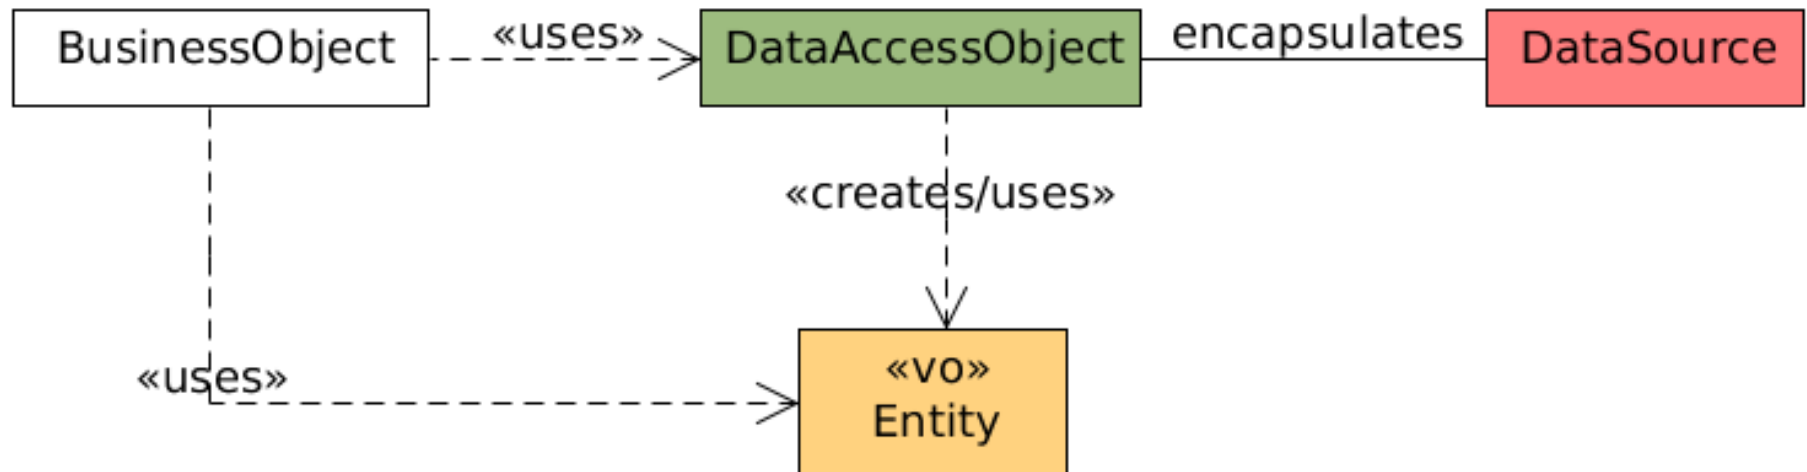 BusinessObject
«uses»
DataAccessObject
encapsulates
DataSource
«creates/uses»
«uses»
«vo»
Entity